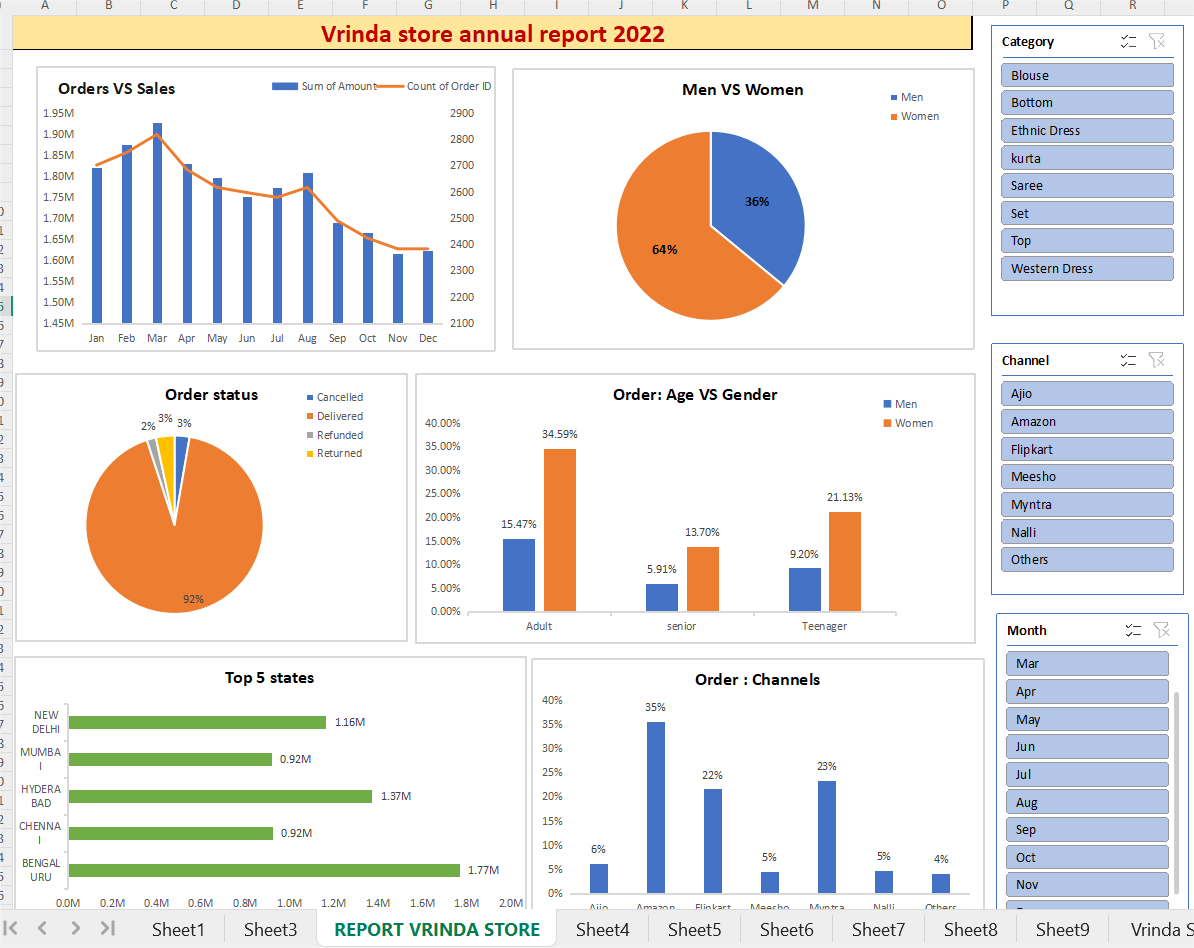 A B C D E F G H I J K L M N O P Q R
Vrinda store annual report 2022
Orders VS Sales
Sum of Amount Count of Order ID
1.95M
1.90M
1.85M
1.80M
1.75M
1.70M
1.65M
1.60M
1.55M
1.50M
1.45M
2900
2800
2700
2600
2500
2400
2300
2200
2100
Jan Feb Mar Apr May Jun Jul Aug Sep Oct Nov Dec
Men VS Women
Men
Women
36%
64%
Category
Blouse
Bottom
Ethnic Dress
kurta
Saree
Set
Top
Western Dress
Order status
Cancelled
Delivered
Refunded
Returned
2% 3% 3%
92%
Order: Age VS Gender
Men
Women
40.00%
35.00%
30.00%
25.00%
20.00%
15.00%
10.00%
5.00%
0.00%
15.47% 34.59%
5.91% 13.70%
9.20% 21.13%
Adult senior Teenager
Channel
Ajio
Amazon
Flipkart
Meesho
Myntra
Nalli
Others
Top 5 states
NEW
DELHI
1.16M
MUMBA
I
0.92M
HYDERA
BAD
1.37M
CHENNA
I
0.92M
BENGAL
URU
1.77M
0.0M 0.2M 0.4M 0.6M 0.8M 1.0M 1.2M 1.4M 1.6M 1.8M 2.0M
Order : Channels
40%
35%
30%
25%
20%
15%
10%
5%
0%
6% 35% 22% 5% 23% 5% 4%
Ajio Amazon Flipkart Meesho Myntra Nalli Others
Month
Mar
Apr
May
Jun
Jul
Aug
Sep
Oct
Nov
Sheet1 Sheet3 REPORT VRINDA STORE Sheet4 Sheet5 Sheet6 Sheet7 Sheet8 Sheet9 Vrinda S